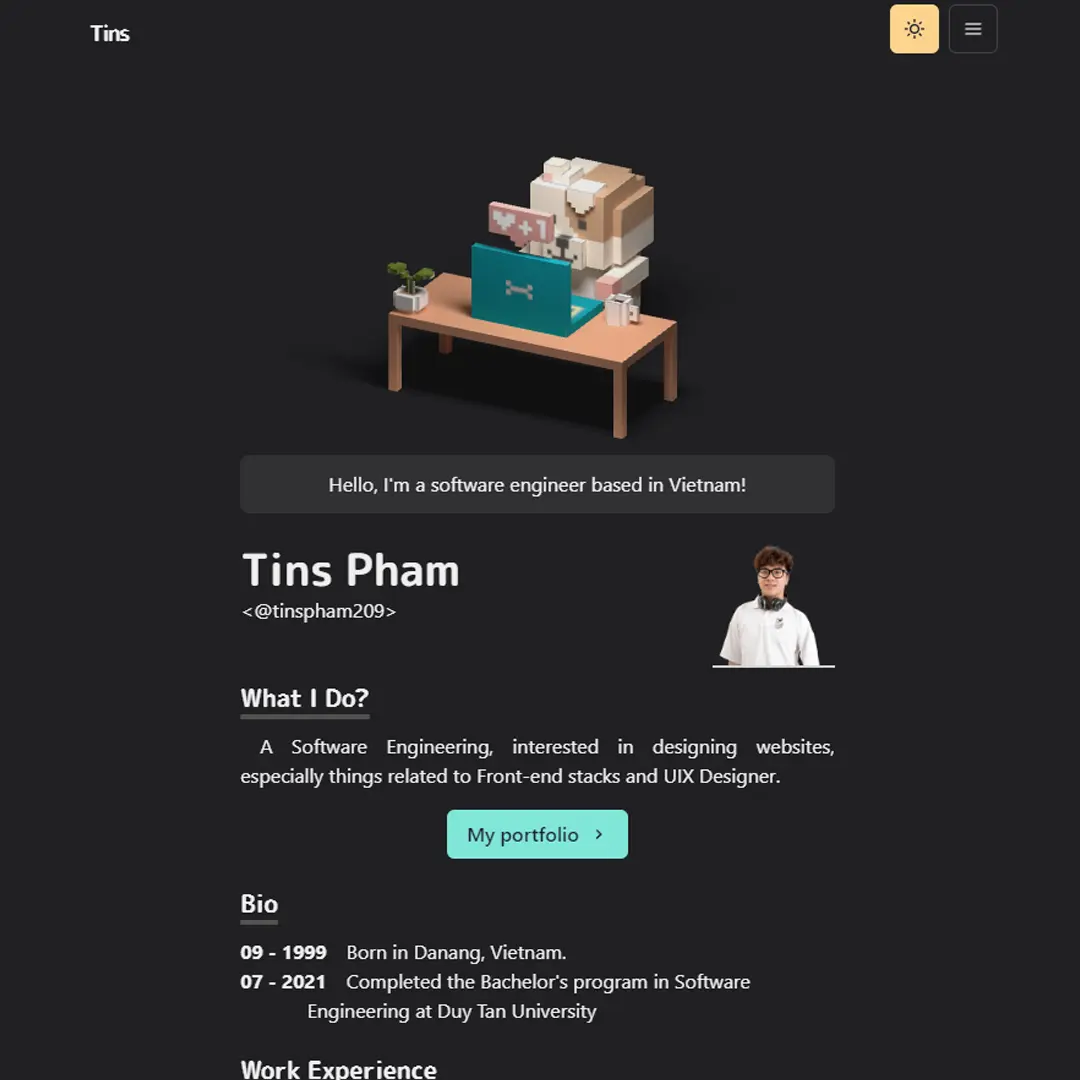 Tins
+1
Hello, I'm a software engineer based in Vietnam!
Tins Pham
<@tinspham209>
What I Do?
A Software Engineering, interested in designing websites,
especially things related to Front-end stacks and UIX Designer.
My portfolio
Bio
09 - 1999 Born in Danang, Vietnam.
07 - 2021 Completed the Bachelor's program in Software
Engineering at Duy Tan University
Work Experience